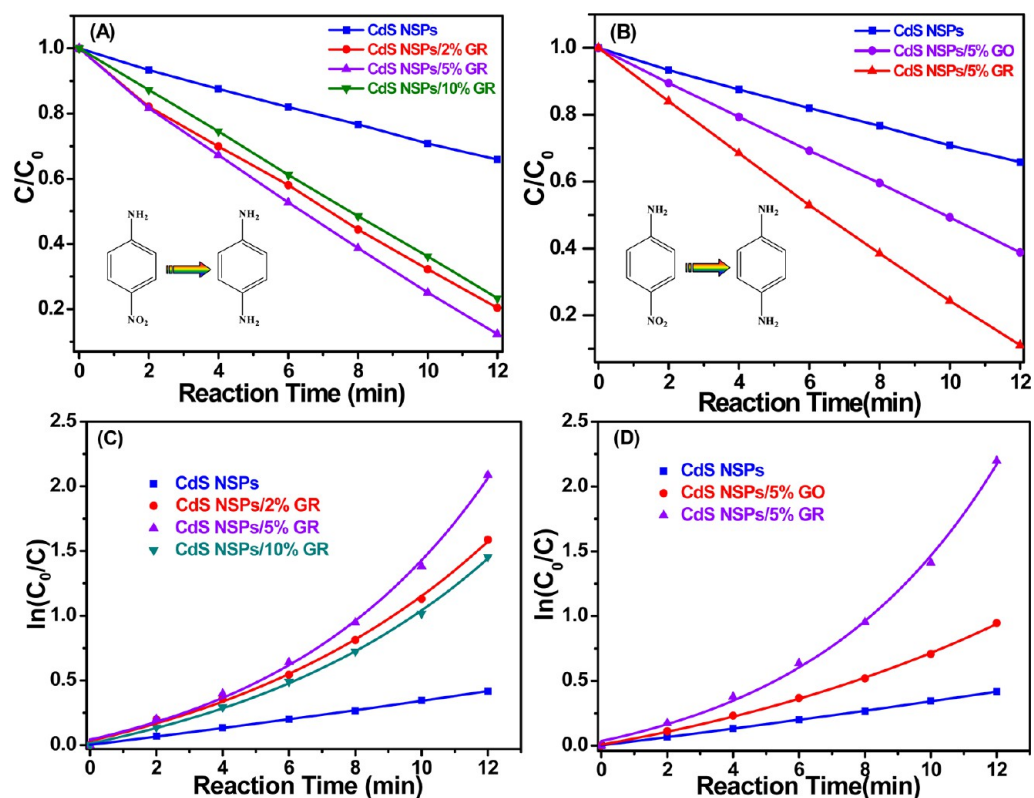 (A)
CdS NSPs
CdS NSPs/2% GR
CdS NSPs/5% GR
CdS NSPs/10% GR
1.0
0.8
0.6
0.4
0.2
C/C₀
NH₂
NO₂
NH₂
NH₂
0 2 4 6 8 10 12
Reaction Time (min)
(B)
CdS NSPs
CdS NSPs/5% GO
CdS NSPs/5% GR
1.0
0.8
0.6
0.4
0.2
C/C₀
NH₂
NO₂
NH₂
NH₂
0 2 4 6 8 10 12
Reaction Time(min)
(C)
CdS NSPs
CdS NSPs/2% GR
CdS NSPs/5% GR
CdS NSPs/10% GR
2.5
2.0
1.5
1.0
0.5
0.0
ln(C₀/C)
0 2 4 6 8 10 12
Reaction Time (min)
(D)
CdS NSPs
CdS NSPs/5% GO
CdS NSPs/5% GR
2.5
2.0
1.5
1.0
0.5
0.0
ln(C₀/C)
0 2 4 6 8 10 12
Reaction Time(min)